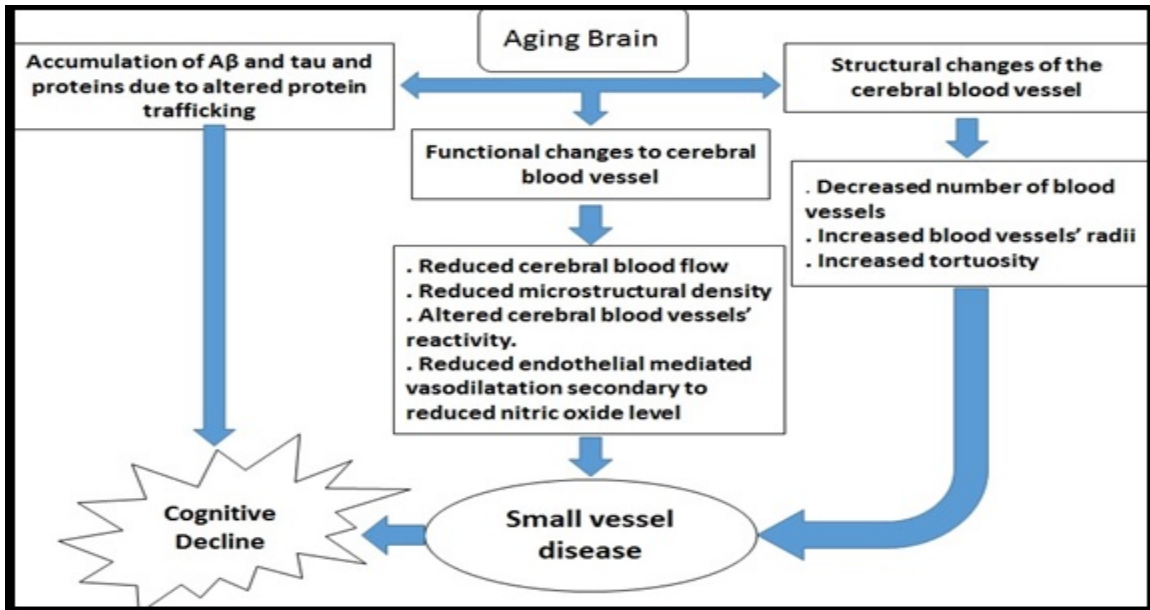 Aging Brain
Accumulation of Aβ and tau and
proteins due to altered protein
trafficking
Functional changes to cerebral
blood vessel
Structural changes of the
cerebral blood vessel
. Decreased number of blood
vessels
. Increased blood vessels’ radii
. Increased tortuosity
. Reduced cerebral blood flow
. Reduced microstructural density
. Altered cerebral blood vessels’
reactivity.
. Reduced endothelial mediated
vasodilatation secondary to
reduced nitric oxide level
Small vessel
disease
Cognitive
Decline